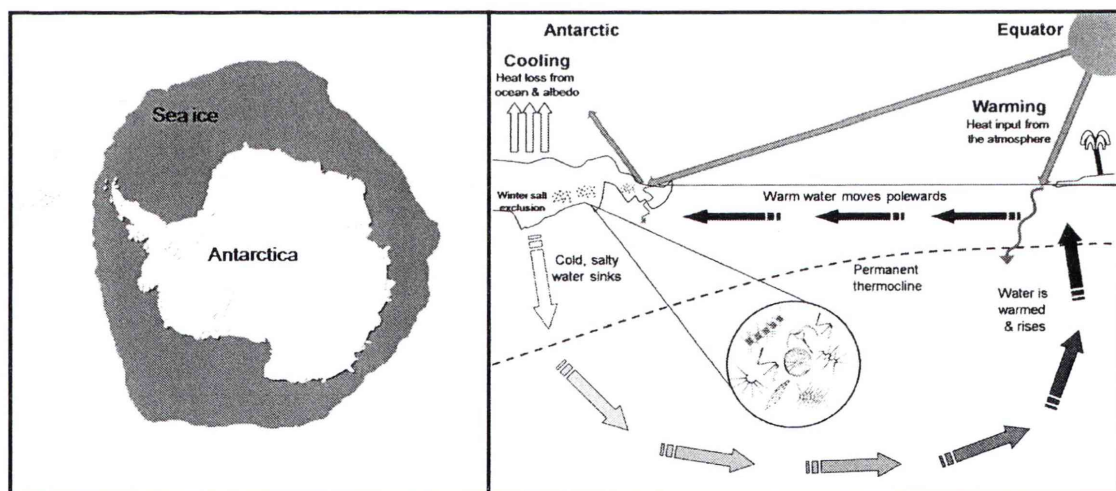 Sea ice
Antarctica
Antarctic
Equator
Cooling
Heat loss from
ocean & albedo
Warming
Heat input from
the atmosphere
Winter salt
exclusion
Warm water moves polewards
Cold, salty
water sinks
Permanent
thermocline
Water is
warmed
& rises